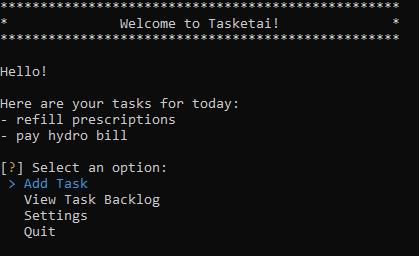 **************************************************
*              Welcome to Tasketai!              *
**************************************************
Hello!
Here are your tasks for today:
- refill prescriptions
- pay hydro bill
[?] Select an option:
> Add Task
View Task Backlog
Settings
Quit